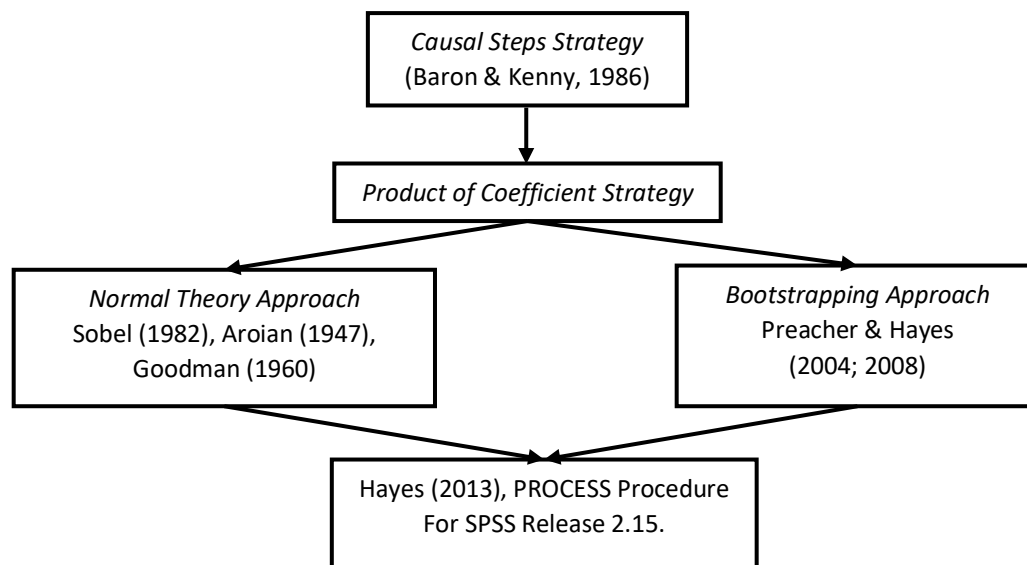 Causal Steps Strategy
(Baron & Kenny, 1986)
Product of Coefficient Strategy
Normal Theory Approach
Sobel (1982), Aroian (1947),
Goodman (1960)
Bootstrapping Approach
Preacher & Hayes
(2004; 2008)
Hayes (2013), PROCESS Procedure
For SPSS Release 2.15.